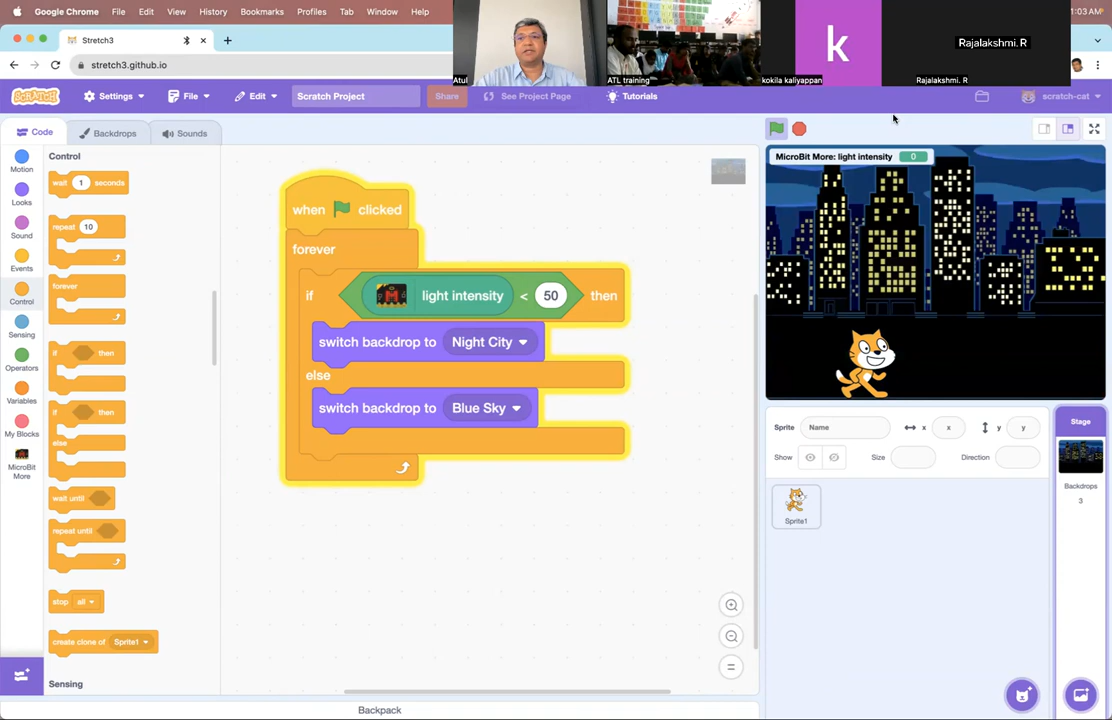 Google Chrome File Edit View History Bookmarks Profiles Tab Window Help
1:03 AM
Stretch3
stretch3.github.io
Atul
ATL training
k
kokila kaliyappan
Rajalakshmi.R
Rajalakshmi. R
SCRATCH Settings File Edit Scratch Project Share See Project Page Tutorials scratch-cat
Code Backdrops Sounds
Motion
Looks
Sound
Events
Control
Sensing
Operators
Variables
My Blocks
MicroBit
More
Control
wait 1 seconds
repeat 10
forever
if then
if then
else
wait until
repeat until
stop all
create clone of Sprite1
Sensing
when clicked
forever
if light intensity < 50 then
switch backdrop to Night City
else
switch backdrop to Blue Sky
Backpack
MicroBit More: light intensity 0
Sprite Name x x y y
Show Size Direction
Sprite1
Stage
Backdrops
3